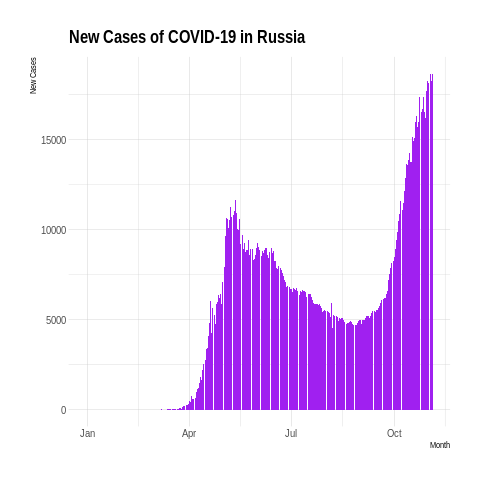 New Cases of COVID-19 in Russia
New Cases
15000
10000
5000
0
Jan Apr Jul Oct
Month